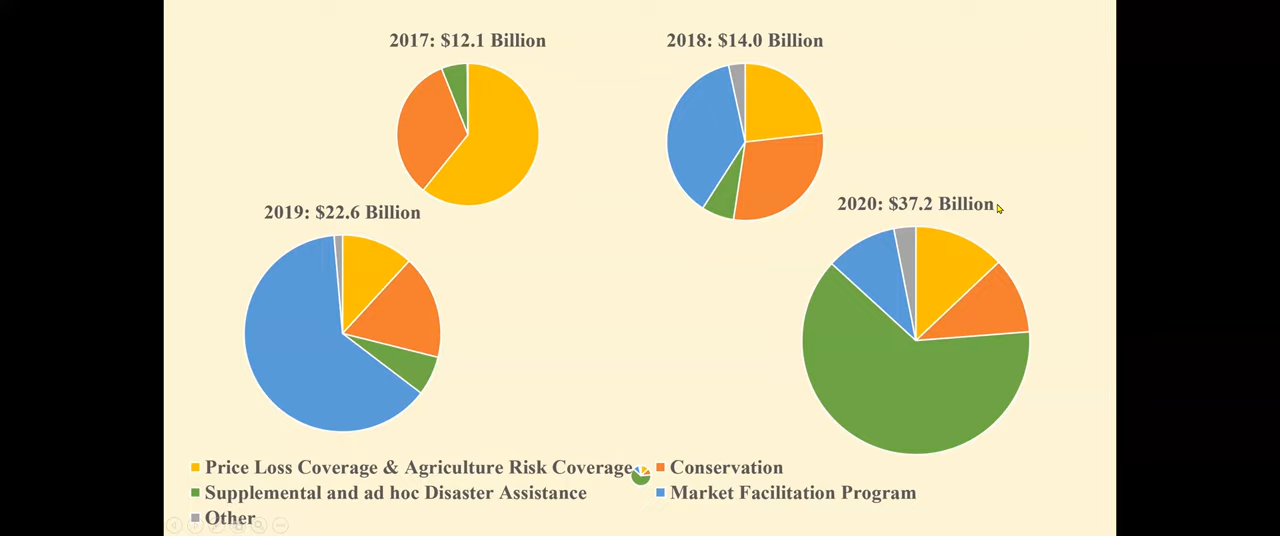 2017: $12.1 Billion
2018: $14.0 Billion
2019: $22.6 Billion
2020: $37.2 Billion
Price Loss Coverage & Agriculture Risk Coverage
Conservation
Supplemental and ad hoc Disaster Assistance
Market Facilitation Program
Other